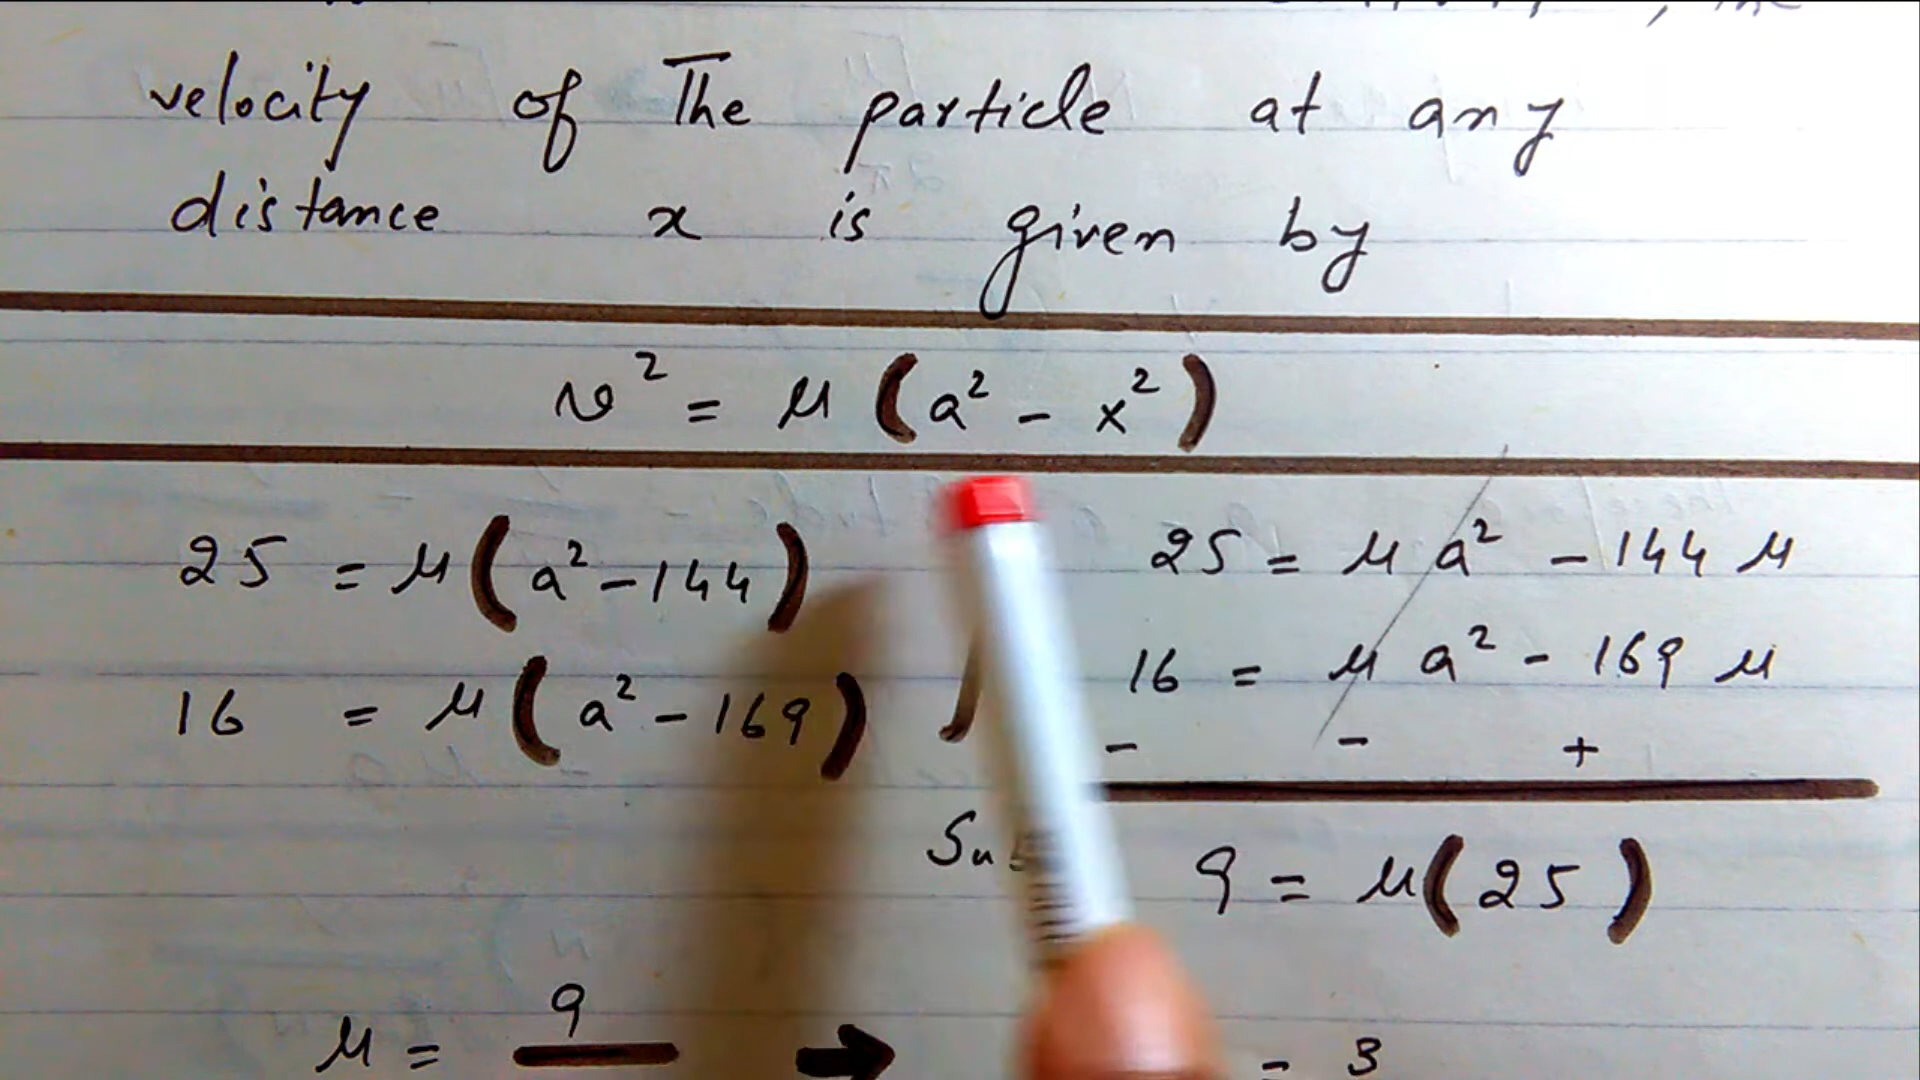 velocity of The particle at any
distance x is given by
v² = μ (a² - x²)
25 = μ (a² - 144)
16 = μ (a² - 169)
25 = μ a² - 144 μ
16 = μ a² - 169 μ
- - +
9 = μ (25)
μ = 9
= 3